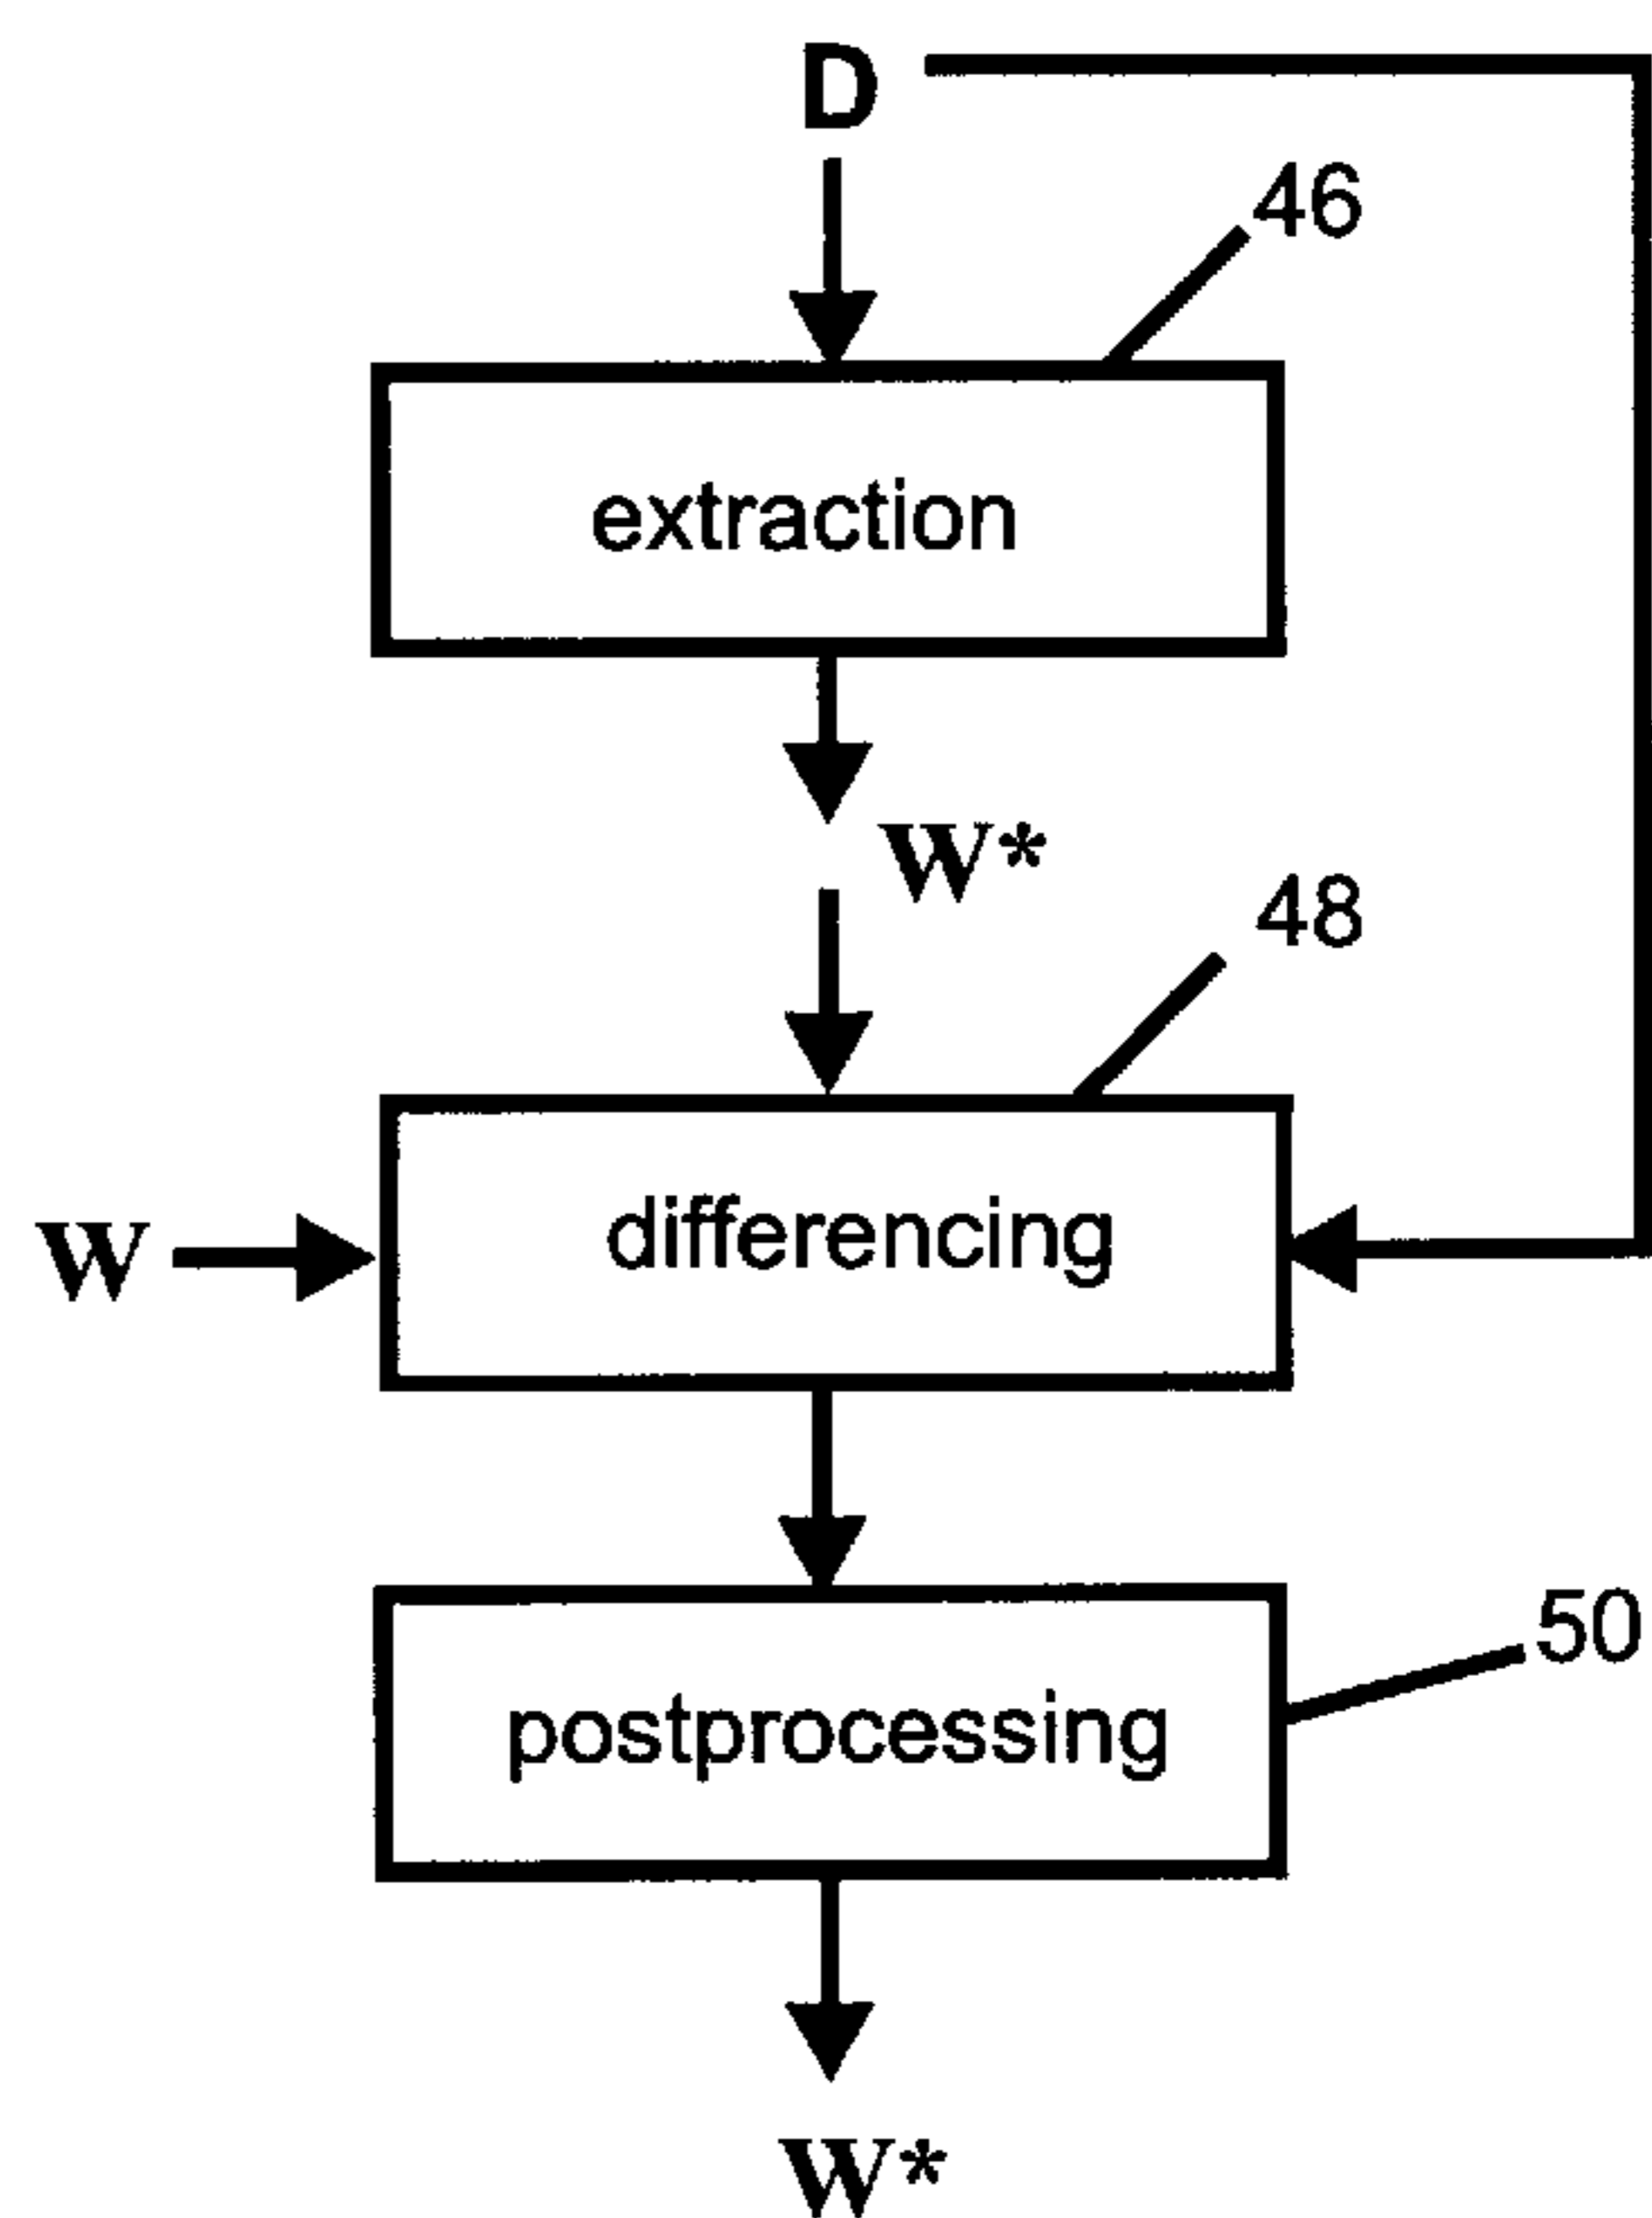 D
46
extraction
W*
48
W
differencing
50
postprocessing
W*